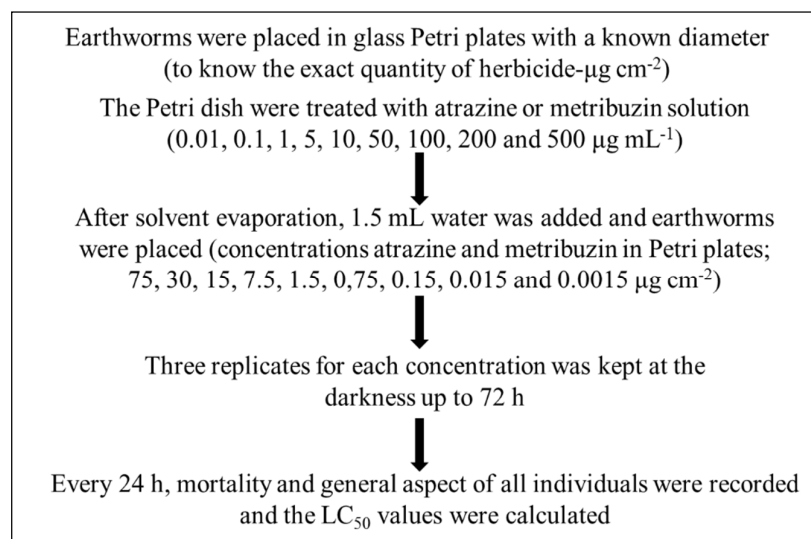 Earthworms were placed in glass Petri plates with a known diameter
(to know the exact quantity of herbicide-μg cm⁻²)
The Petri dish were treated with atrazine or metribuzin solution
(0.01, 0.1, 1, 5, 10, 50, 100, 200 and 500 μg mL⁻¹)
After solvent evaporation, 1.5 mL water was added and earthworms
were placed (concentrations atrazine and metribuzin in Petri plates;
75, 30, 15, 7.5, 1.5, 0,75, 0.15, 0.015 and 0.0015 μg cm⁻²)
Three replicates for each concentration was kept at the
darkness up to 72 h
Every 24 h, mortality and general aspect of all individuals were recorded
and the LC₅₀ values were calculated